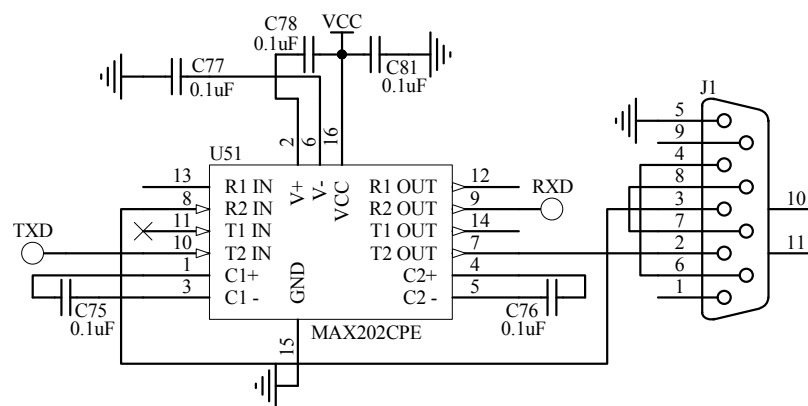 C78
0.1uF
VCC
C77
0.1uF
C81
0.1uF
J1
2
6
16
U51
5
9
4
8
3
7
2
6
1
10
11
13
R1 IN
V+
V-
VCC
R1 OUT
12
8
R2 IN
R2 OUT
9
RXD
11
T1 IN
T1 OUT
14
TXD
10
T2 IN
T2 OUT
7
1
C1+
GND
C2+
4
3
C1 -
C2 -
5
C75
0.1uF
C76
0.1uF
15
MAX202CPE